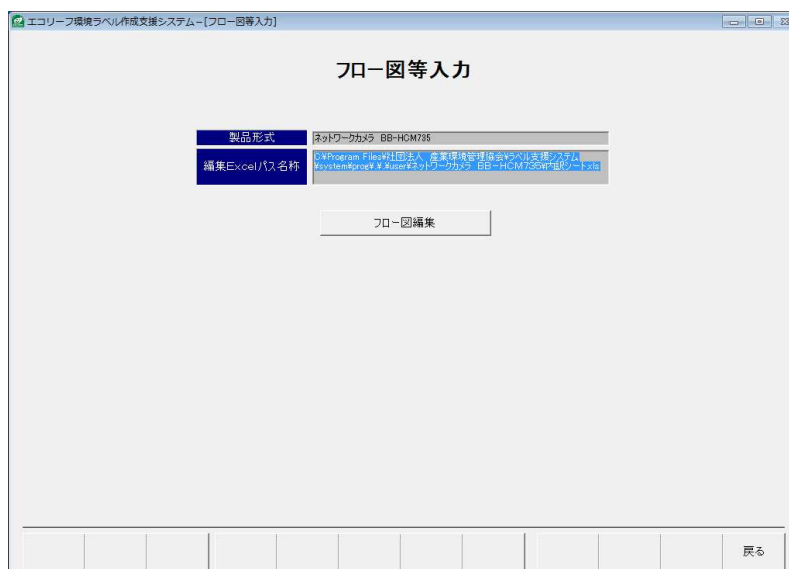 エコリーフ環境ラベル作成支援システム－[フロー図等入力]
フロー図等入力
製品形式
ネットワークカメラ BB-HCM735
編集Excelパス名称
C:¥Program Files¥社団法人　産業環境管理協会¥ラベル支援システム
¥system¥prog¥.¥.¥user¥ネットワークカメラ　BB－HCM735¥内訳シート.xls
フロー図編集
戻る